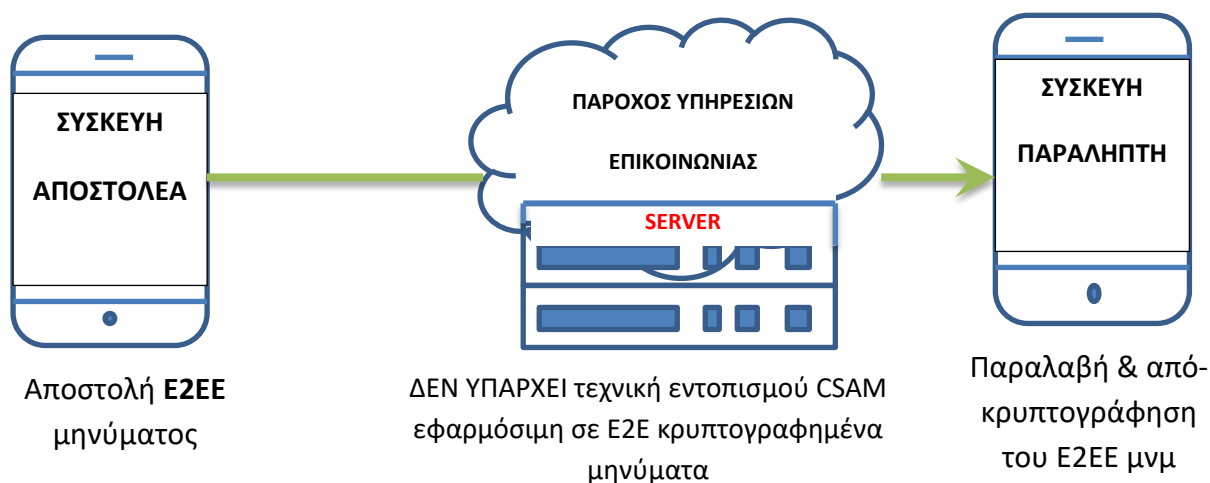 ΣΥΣΚΕΥΗ
ΑΠΟΣΤΟΛΕΑ
Αποστολή E2EE
μηνύματος
ΠΑΡΟΧΟΣ ΥΠΗΡΕΣΙΩΝ
ΕΠΙΚΟΙΝΩΝΙΑΣ
SERVER
ΔΕΝ ΥΠΑΡΧΕΙ τεχνική εντοπισμού CSAM
εφαρμόσιμη σε E2E κρυπτογραφημένα
μηνύματα
ΣΥΣΚΕΥΗ
ΠΑΡΑΛΗΠΤΗ
Παραλαβή & από-
κρυπτογράφηση
του E2EE μνμ